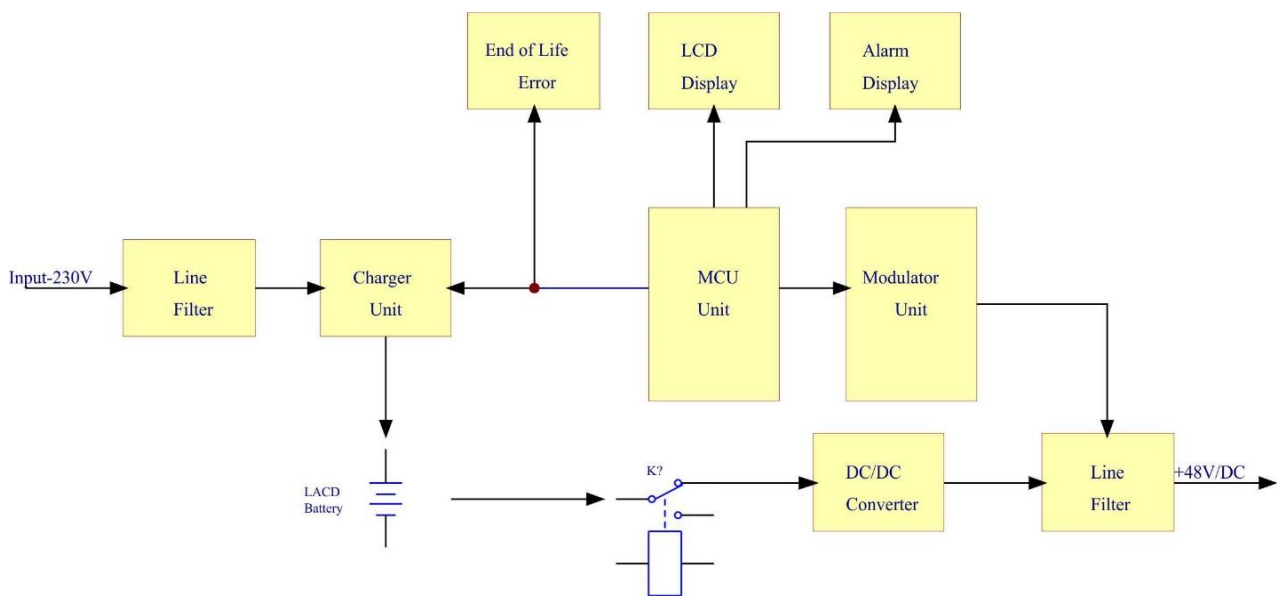 End of Life
Error
LCD
Display
Alarm
Display
Input-230V
Line
Filter
Charger
Unit
MCU
Unit
Modulator
Unit
LACD
Battery
K?
DC/DC
Converter
Line
Filter
+48V/DC